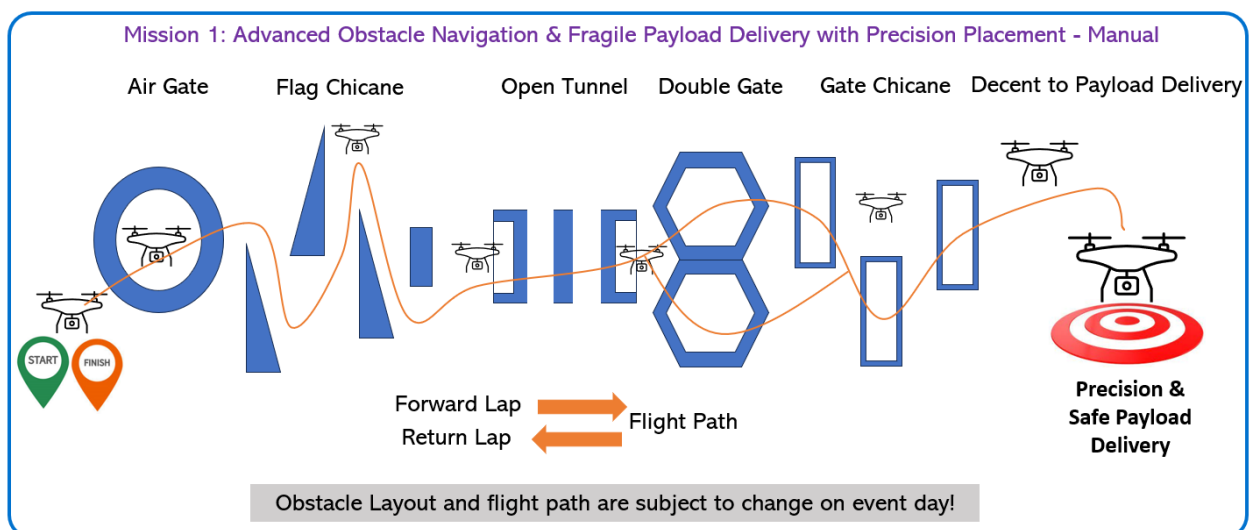 Mission 1: Advanced Obstacle Navigation & Fragile Payload Delivery with Precision Placement - Manual
Air Gate
Flag Chicane
Open Tunnel
Double Gate
Gate Chicane
Decent to Payload Delivery
START
FINISH
Precision &
Safe Payload
Delivery
Forward Lap
Flight Path
Return Lap
Obstacle Layout and flight path are subject to change on event day!